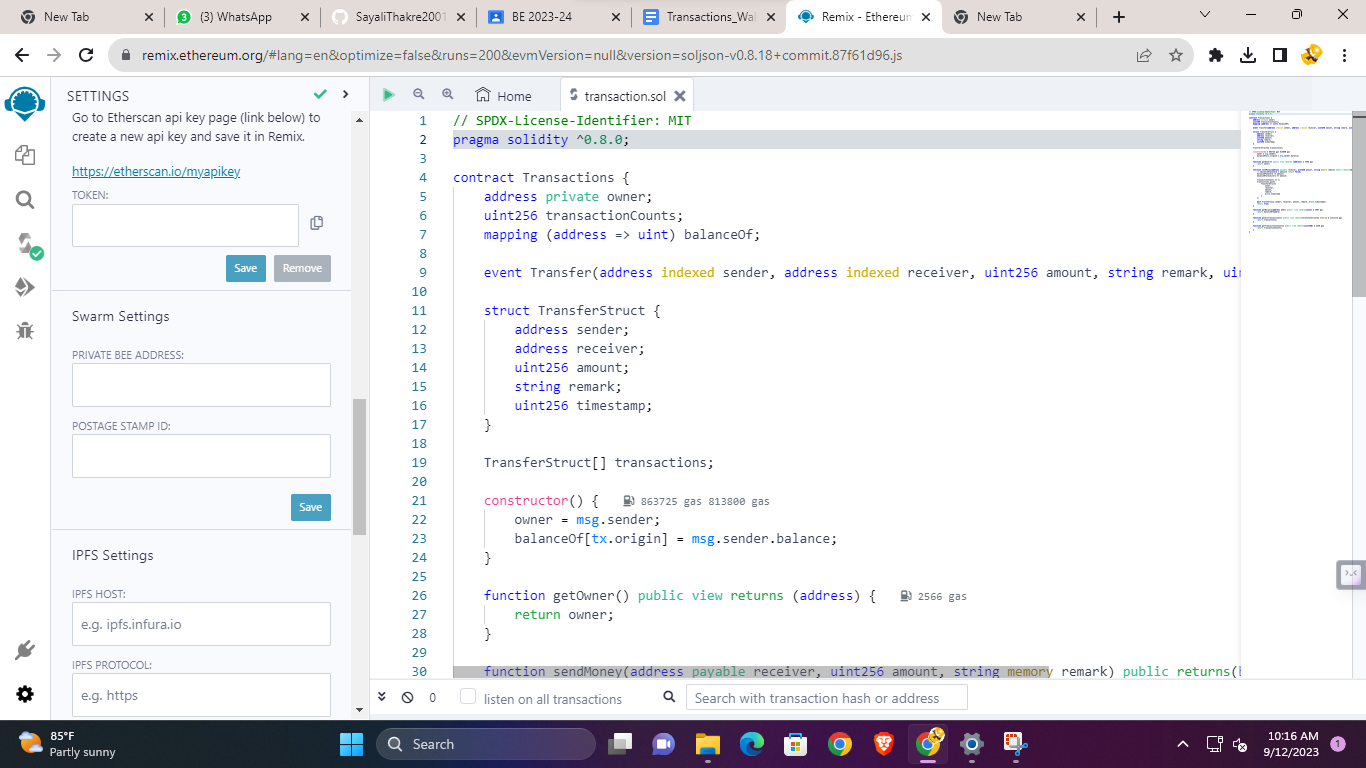 New Tab
(3) WhatsApp
SayaliThakre2001
BE 2023-24
Transactions_Wal
Remix - Ethereum
New Tab
remix.ethereum.org/#lang=en&optimize=false&runs=200&evmVersion=null&version=soljson-v0.8.18+commit.87f61d96.js
SETTINGS
Go to Etherscan api key page (link below) to
create a new api key and save it in Remix.
https://etherscan.io/myapikey
TOKEN:
Save Remove
Swarm Settings
PRIVATE BEE ADDRESS:
POSTAGE STAMP ID:
Save
IPFS Settings
IPFS HOST:
e.g. ipfs.infura.io
IPFS PROTOCOL:
e.g. https
Home
transaction.sol
1 // SPDX-License-Identifier: MIT
2 pragma solidity ^0.8.0;
3
4 contract Transactions {
5 address private owner;
6 uint256 transactionCounts;
7 mapping (address => uint) balanceOf;
8
9 event Transfer(address indexed sender, address indexed receiver, uint256 amount, string remark, uin
10
11 struct TransferStruct {
12 address sender;
13 address receiver;
14 uint256 amount;
15 string remark;
16 uint256 timestamp;
17 }
18
19 TransferStruct[] transactions;
20
21 constructor() { 863725 gas 813800 gas
22 owner = msg.sender;
23 balanceOf[tx.origin] = msg.sender.balance;
24 }
25
26 function getOwner() public view returns (address) { 2566 gas
27 return owner;
28 }
29
30 function sendMoney(address payable receiver, uint256 amount, string memory remark) public returns(b
0
listen on all transactions
Search with transaction hash or address
85°F
Partly sunny
Search
10:16 AM
9/12/2023
1